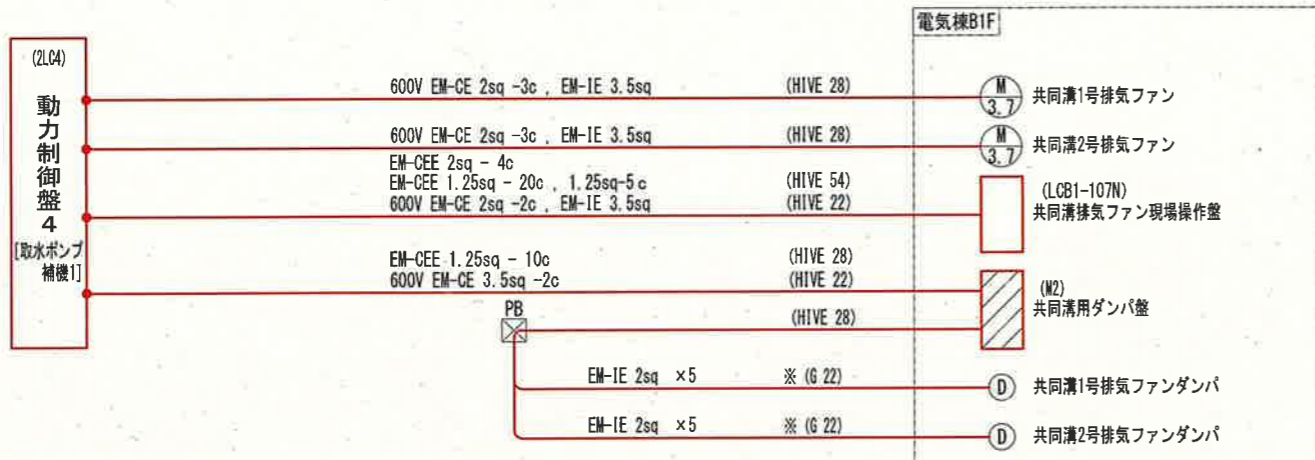 電気棟B1F
(2LC4)
動力制御盤4
[取水ポンプ
補機1]
600V EM-CE 2sq -3c , EM-IE 3.5sq (HIVE 28)
M
3.7
共同溝1号排気ファン
600V EM-CE 2sq -3c , EM-IE 3.5sq (HIVE 28)
M
3.7
共同溝2号排気ファン
EM-CEE 2sq - 4c
EM-CEE 1.25sq - 20c , 1.25sq-5c (HIVE 54)
600V EM-CE 2sq -2c , EM-IE 3.5sq (HIVE 22)
(LCB1-107N)
共同溝排気ファン現場操作盤
EM-CEE 1.25sq - 10c (HIVE 28)
600V EM-CE 3.5sq -2c (HIVE 22)
(M2)
共同溝用ダンパ盤
PB
(HIVE 28)
EM-IE 2sq ×5 ※ (G 22)
D
共同溝1号排気ファンダンパ
EM-IE 2sq ×5 ※ (G 22)
D
共同溝2号排気ファンダンパ